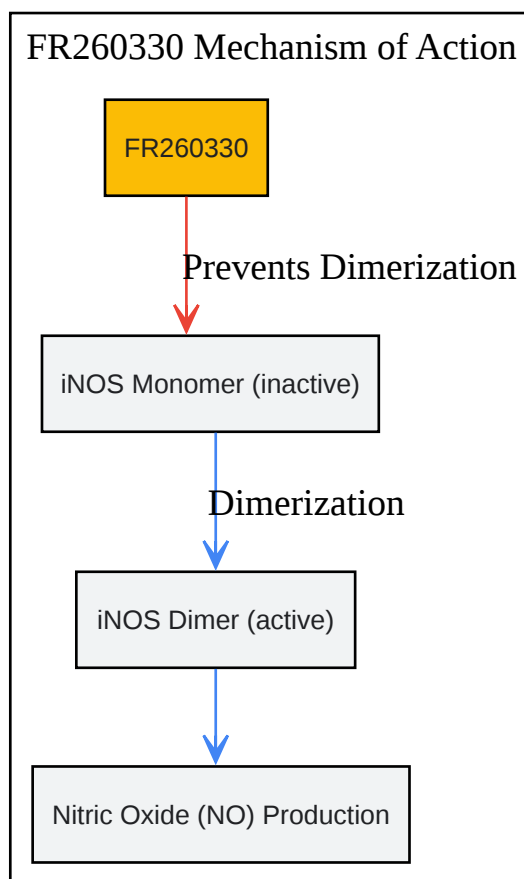 FR260330 Mechanism of Action
FR260330
Prevents Dimerization
iNOS Monomer (inactive)
Dimerization
iNOS Dimer (active)
Nitric Oxide (NO) Production